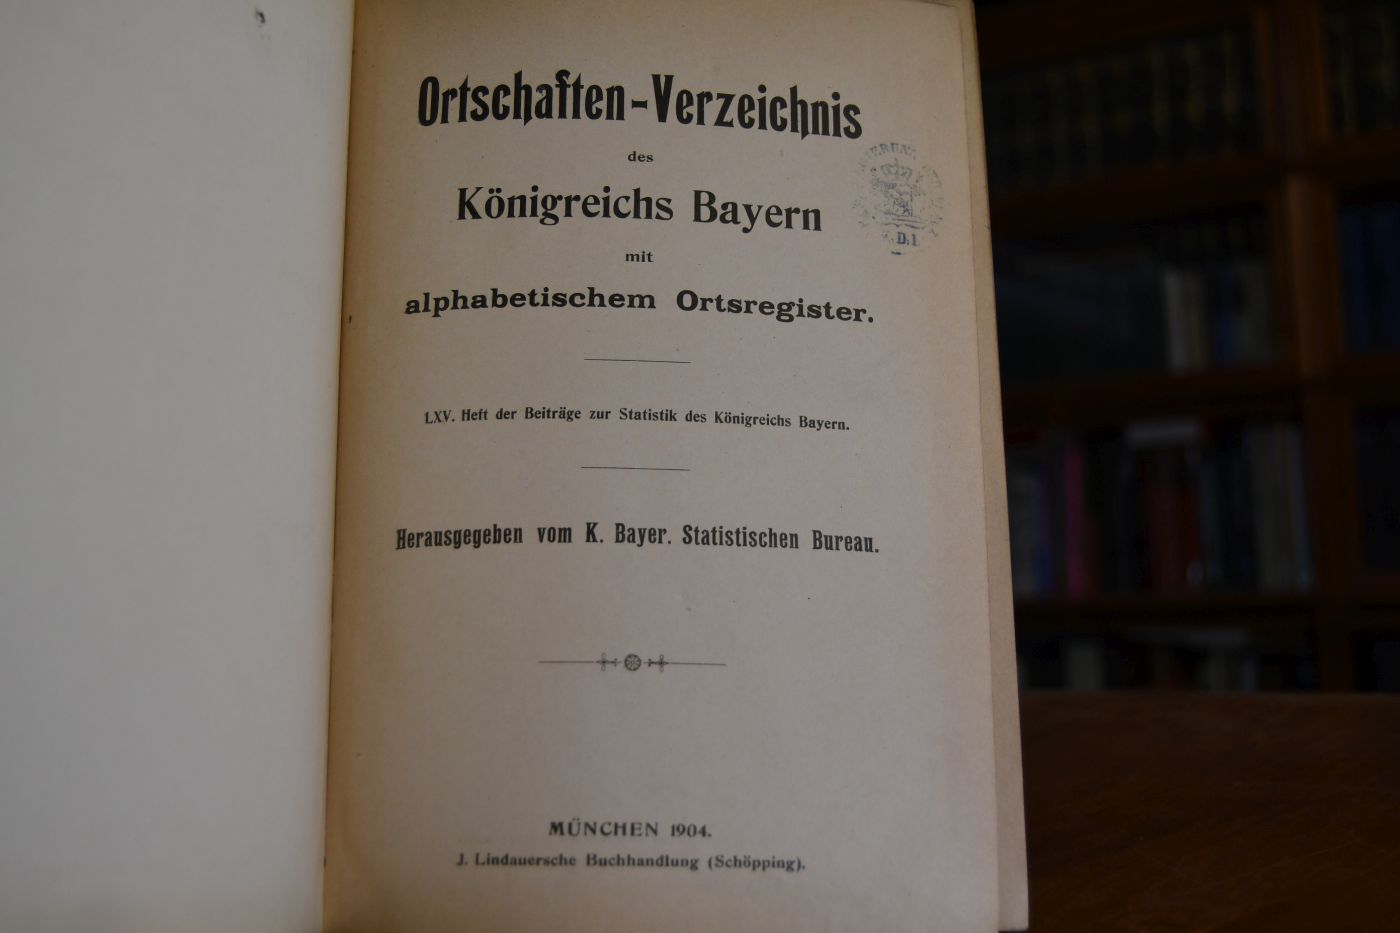 Ortschaften-Verzeichnis
des
Königreichs Bayern
mit
alphabetischem Ortsregister.
LXV. Heft der Beiträge zur Statistik des Königreichs Bayern.
Herausgegeben vom K. Bayer. Statistischen Bureau.
MÜNCHEN 1904.
J. Lindauersche Buchhandlung (Schöpping).